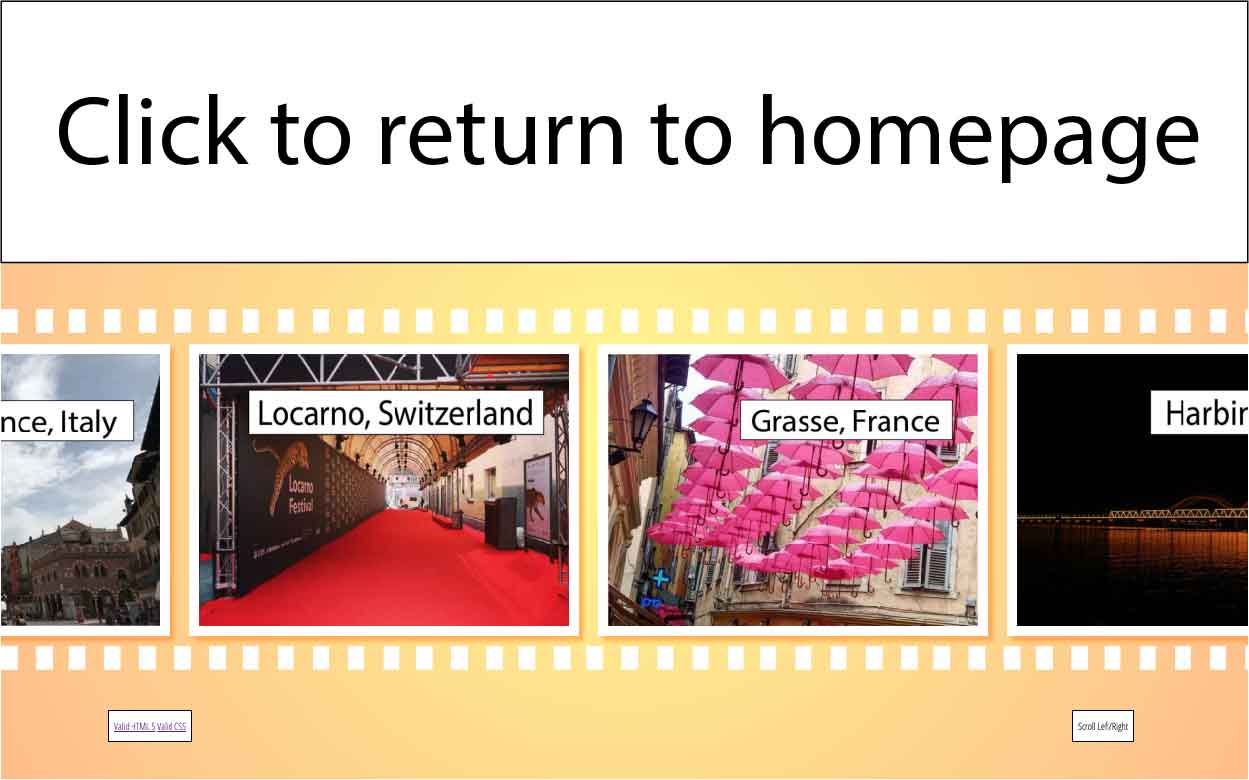 Click to return to homepage
nce, Italy
Locarno, Switzerland
Grasse, France
Harbin
Locarno
Festival
Valid HTML 5 Valid CSS
Scroll Left/Right